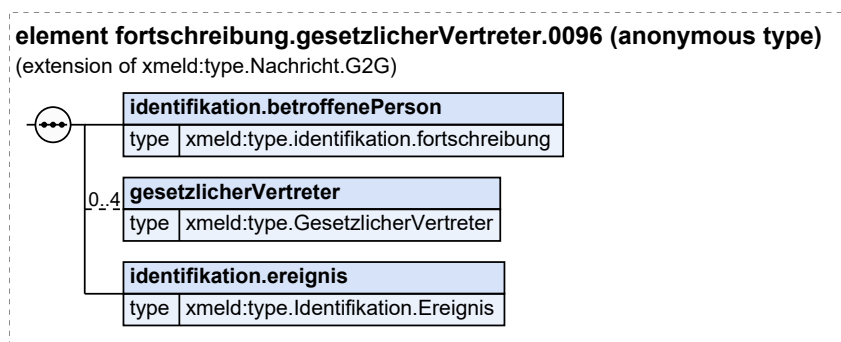 element fortschreibung.gesetzlicherVertreter.0096 (anonymous type)
(extension of xmeld:type.Nachricht.G2G)
identifikation.betroffenePerson
type xmeld:type.identifikation.fortschreibung
0..4 gesetzlicherVertreter
type xmeld:type.GesetzlicherVertreter
identifikation.ereignis
type xmeld:type.Identifikation.Ereignis